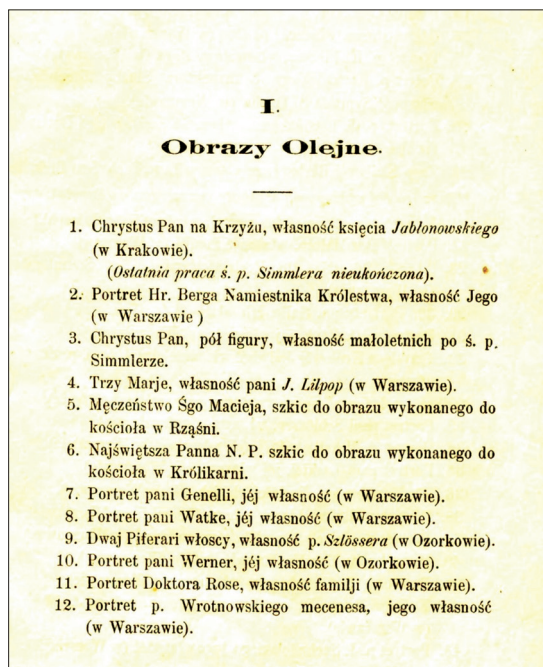 I.
Obrazy Olejne.
1. Chrystus Pan na Krzyżu, własność księcia Jabłonowskiego
(w Krakowie).
(Ostatnia praca ś. p. Simmlera nieukończona).
2. Portret Hr. Berga Namiestnika Królestwa, własność Jego
(w Warszawie )
3. Chrystus Pan, pół figury, własność małoletnich po ś. p.
Simmlerze.
4. Trzy Marje, własność pani J. Lilpop (w Warszawie).
5. Męczeństwo Śgo Macieja, szkic do obrazu wykonanego do
kościoła w Rząśni.
6. Najświętsza Panna N. P. szkic do obrazu wykonanego do
kościoła w Królikarni.
7. Portret pani Genelli, jéj własność (w Warszawie).
8. Portret pani Watke, jéj własność (w Warszawie).
9. Dwaj Piferari włoscy, własność p. Szlössera (w Ozorkowie).
10. Portret pani Werner, jéj własność (w Ozorkowie).
11. Portret Doktora Rose, własność familji (w Warszawie).
12. Portret p. Wrotnowskiego mecenesa, jego własność
(w Warszawie).